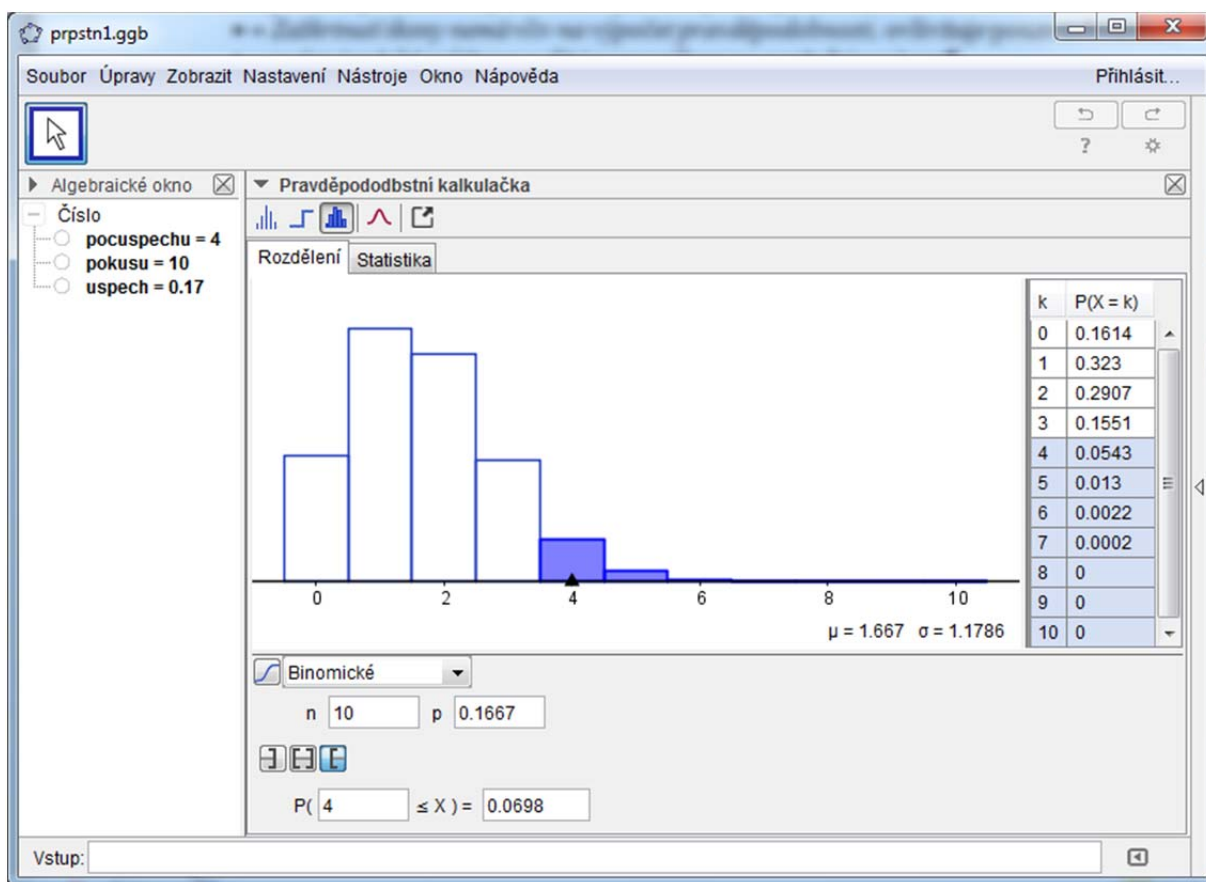 prpstn1.ggb
Soubor Úpravy Zobrazit Nastavení Nástroje Okno Nápověda Přihlásit...
?
Algebraické okno
Číslo
pocuspechu = 4
pokusu = 10
uspech = 0.17
Pravděpododbstní kalkulačka
Rozdělení Statistika
0 2 4 6 8 10
μ = 1.667 σ = 1.1786
k P(X = k)
0 0.1614
1 0.323
2 0.2907
3 0.1551
4 0.0543
5 0.013
6 0.0022
7 0.0002
8 0
9 0
10 0
Binomické
n 10 p 0.1667
P( 4 ≤ X ) = 0.0698
Vstup: